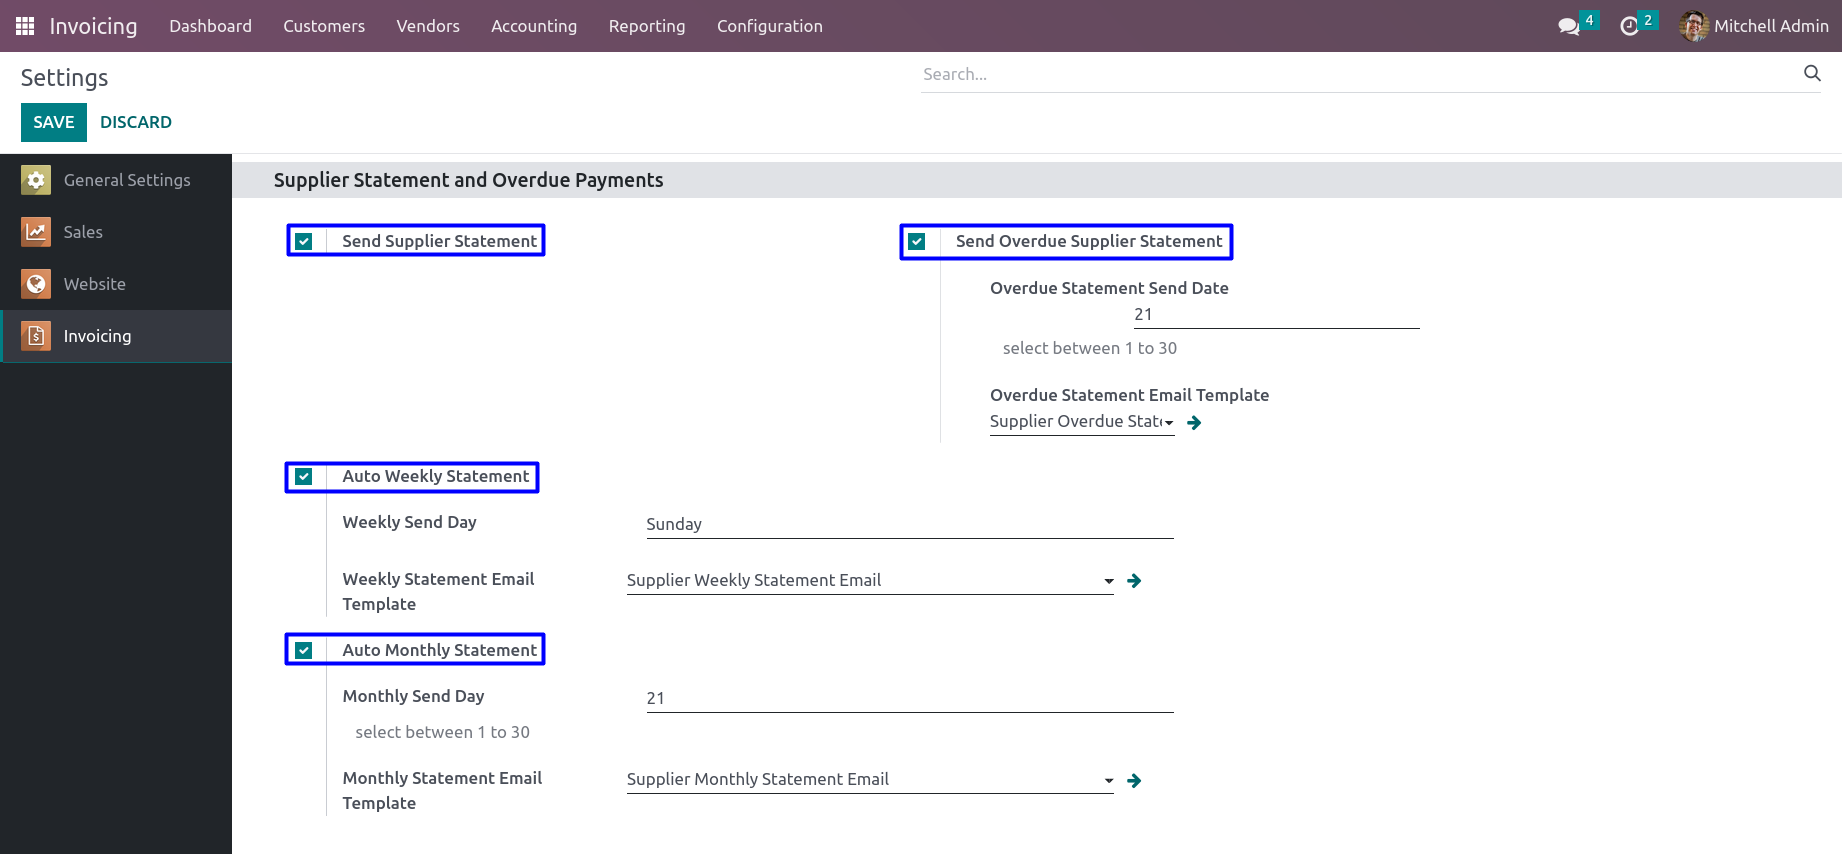 Invoicing Dashboard Customers Vendors Accounting Reporting Configuration 4 2 Mitchell Admin
Settings
Search...
SAVE DISCARD
General Settings
Sales
Website
Invoicing
Supplier Statement and Overdue Payments
Send Supplier Statement
Send Overdue Supplier Statement
Overdue Statement Send Date
21
select between 1 to 30
Overdue Statement Email Template
Supplier Overdue State
Auto Weekly Statement
Weekly Send Day
Sunday
Weekly Statement Email
Template
Supplier Weekly Statement Email
Auto Monthly Statement
Monthly Send Day
21
select between 1 to 30
Monthly Statement Email
Template
Supplier Monthly Statement Email